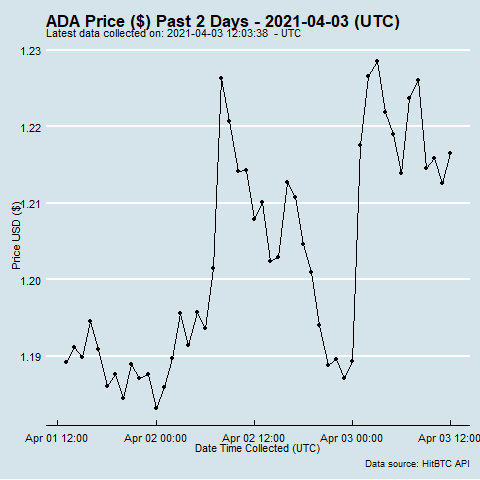 ADA Price ($) Past 2 Days - 2021-04-03 (UTC)
Latest data collected on: 2021-04-03 12:03:38 - UTC
1.23
1.22
1.21
1.20
1.19
Price USD ($)
Apr 01 12:00 Apr 02 00:00 Apr 02 12:00 Apr 03 00:00 Apr 03 12:00
Date Time Collected (UTC)
Data source: HitBTC API